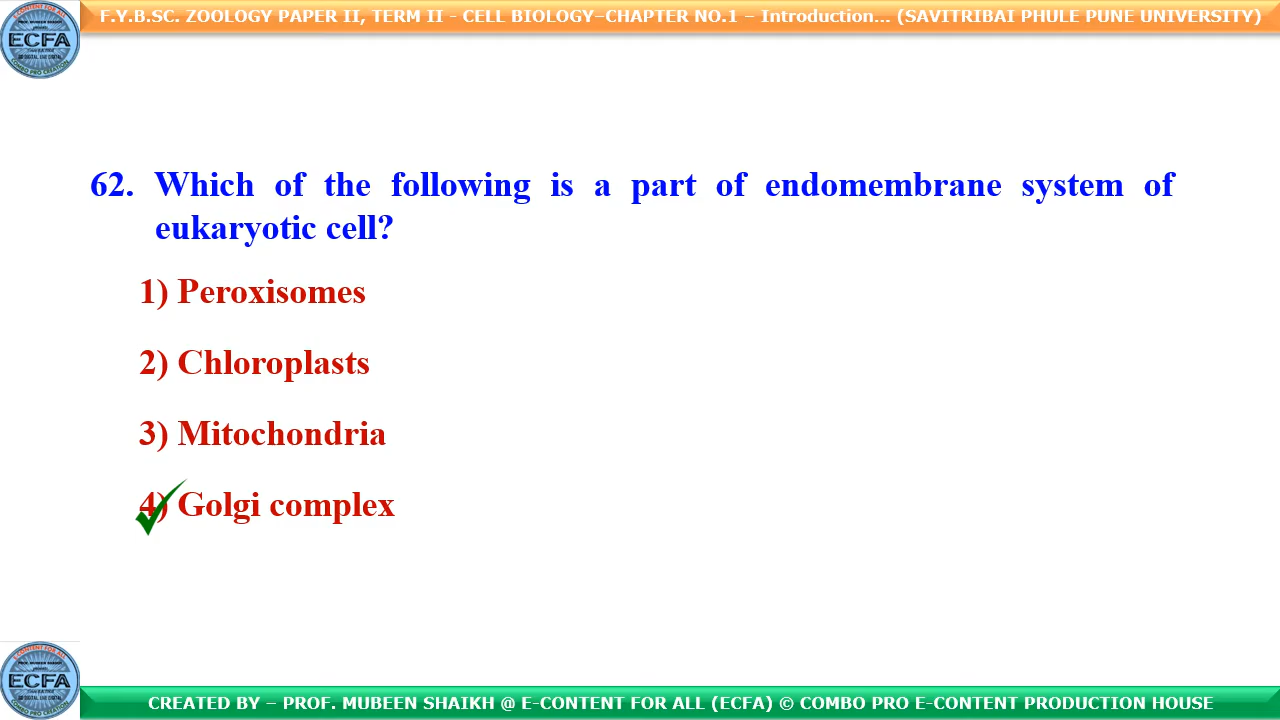 F.Y.B.SC. ZOOLOGY PAPER II, TERM II - CELL BIOLOGY–CHAPTER NO.1 – Introduction... (SAVITRIBAI PHULE PUNE UNIVERSITY)
ECFA
62. Which of the following is a part of endomembrane system of
eukaryotic cell?
1) Peroxisomes
2) Chloroplasts
3) Mitochondria
4) Golgi complex
ECFA
CREATED BY – PROF. MUBEEN SHAIKH @ E-CONTENT FOR ALL (ECFA) © COMBO PRO E-CONTENT PRODUCTION HOUSE